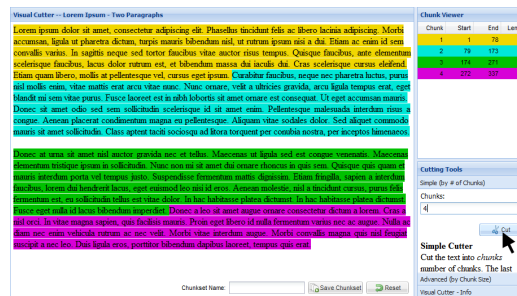 Visual Cutter -- Lorem Ipsum - Two Paragraphs
Lorem ipsum dolor sit amet, consectetur adipiscing elit. Phasellus tincidunt felis ac libero lacinia adipiscing. Morbi
accumsan, ligula ut pharetra dictum, turpis mauris bibendum nisl, ut rutrum ipsum nisi a dui. Etiam ac enim id sem
convallis varius. In sagittis neque sed tortor faucibus vitae auctor risus tempus. Quisque faucibus, ante elementum
scelerisque faucibus, lacus dolor rutrum est, et bibendum massa dui iaculis dui. Cras scelerisque cursus eleifend.
Etiam quam libero, mollis at pellentesque vel, cursus eget ipsum. Curabitur faucibus, neque nec pharetra luctus, purus
nisl mollis enim, vitae mattis erat arcu vitae nunc. Nunc ornare, velit a ultricies gravida, arcu ligula tempus erat, eget
blandit mi sem vitae purus. Fusce laoreet est in nibh lobortis sit amet ornare est consequat. Ut eget accumsan mauris.
Donec sit amet odio sed sem sollicitudin scelerisque id sit amet enim. Pellentesque malesuada interdum risus a
congue. Aenean placerat condimentum magna eu pellentesque. Aliquam vitae sodales dolor. Sed aliquet commodo
mauris sit amet sollicitudin. Class aptent taciti sociosqu ad litora torquent per conubia nostra, per inceptos himenaeos.
Donec at urna sit amet nisl auctor gravida nec et tellus. Maecenas ut ligula sed est congue venenatis. Maecenas
elementum tristique ipsum in sollicitudin. Nunc non mi sit amet dui ornare rhoncus in quis sem. Quisque quis quam et
mauris interdum porta vel tempus justo. Suspendisse fermentum mattis dignissim. Etiam fringilla, sapien a interdum
faucibus, lorem dui hendrerit lacus, eget euismod leo nisi id eros. Aenean molestie, nisl a tincidunt cursus, purus felis
fermentum est, eu sollicitudin tellus est vitae dolor. In hac habitasse platea dictumst. In hac habitasse platea dictumst.
Fusce eget nulla id lacus bibendum imperdiet. Donec a leo sit amet augue ornare consectetur dictum a lorem. Cras a
nisl orci. In vitae magna sapien, quis facilisis mauris. Proin eget libero id nulla fermentum varius nec ac augue. Nulla ac
diam nec enim vehicula rutrum ac nec velit. Morbi vitae interdum augue. Morbi convallis magna quis nisl feugiat
suscipit a nec leo. Duis ligula eros, porttitor bibendum dapibus laoreet, tempus quis erat.
Chunkset Name: Save Chunkset Reset
Chunk Viewer
Chunk Start End Len
1 1 78
2 79 173
3 174 271
4 272 337
Cutting Tools
Simple (by # of Chunks)
Chunks:
4
Cut
Simple Cutter
Cut the text into chunks
number of chunks. The last
Advanced (by Chunk Size)
Visual Cutter - Info